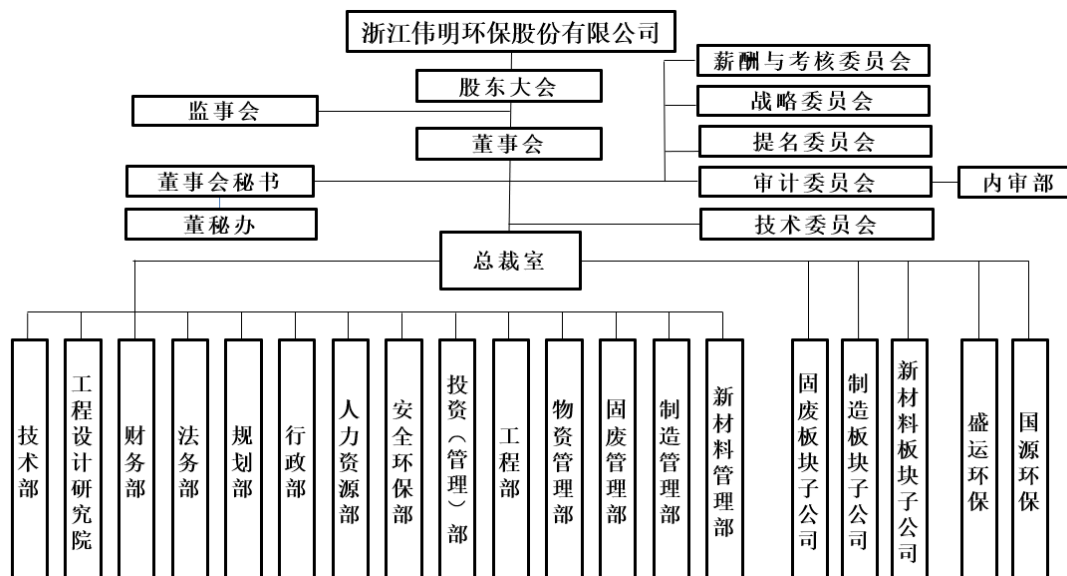 浙江伟明环保股份有限公司
股东大会
监事会
董事会
薪酬与考核委员会
战略委员会
提名委员会
董事会秘书
审计委员会
内审部
董秘办
技术委员会
总裁室
技术部
工程设计研究院
财务部
法务部
规划部
行政部
人力资源部
安全环保部
投资（管理）部
工程部
物资管理部
固废管理部
制造管理部
新材料管理部
固废板块子公司
制造板块子公司
新材料板块子公司
盛运环保
国源环保